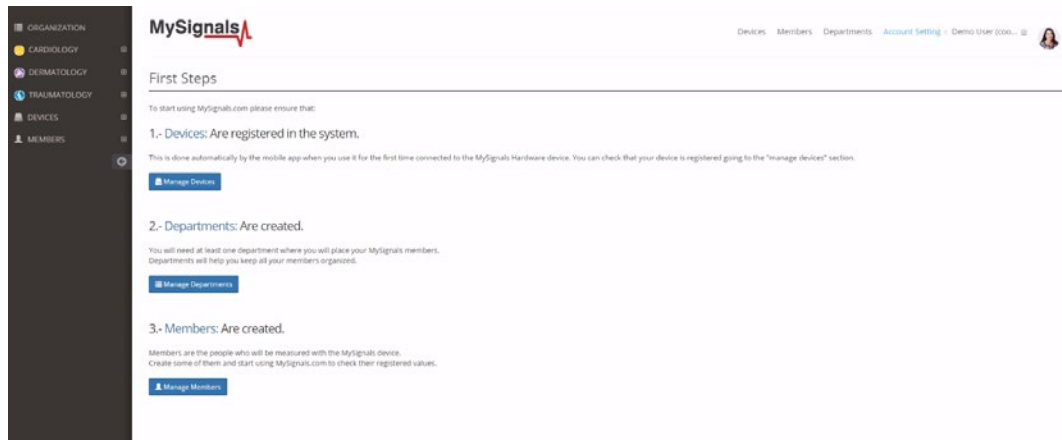 ORGANIZATION
CARDIOLOGY
DERMATOLOGY
TRAUMATOLOGY
DEVICES
MEMBERS
MySignals
Devices Members Departments Account Setting : Demo User (coo...
First Steps
To start using MySignals.com please ensure that:
1.- Devices: Are registered in the system.
This is done automatically by the mobile app when you use it for the first time connected to the MySignals Hardware device. You can check that your device is registered going to the "manage devices" section.
Manage Devices
2.- Departments: Are created.
You will need at least one department where you will place your MySignals members.
Departments will help you keep all your members organized.
Manage Departments
3.- Members: Are created.
Members are the people who will be measured with the MySignals device.
Create some of them and start using MySignals.com to check their registered values.
Manage Members